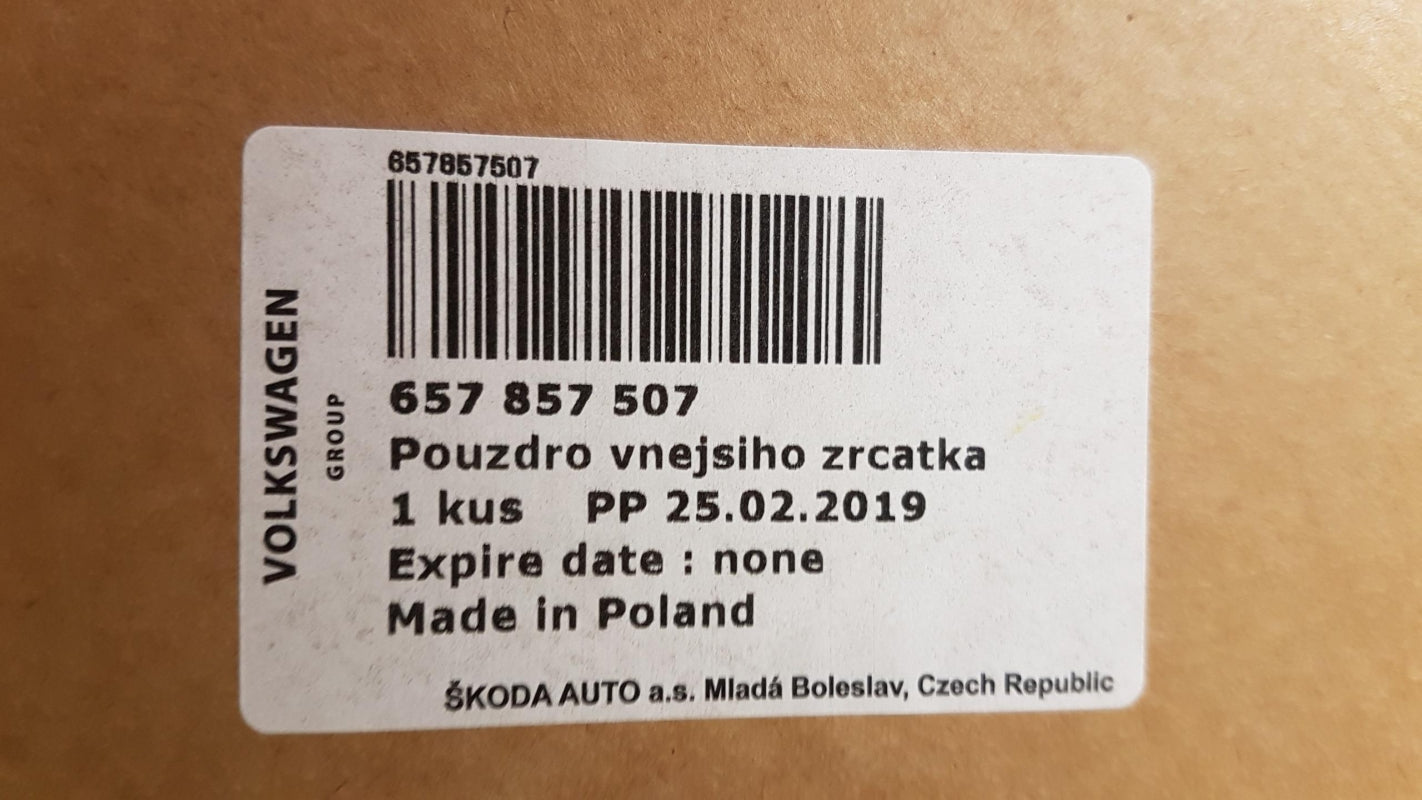 657857507
657 857 507
Pouzdro vnejsiho zrcatka
1 kus PP 25.02.2019
Expire date : none
Made in Poland
ŠKODA AUTO a.s. Mladá Boleslav, Czech Republic
VOLKSWAGEN
GROUP